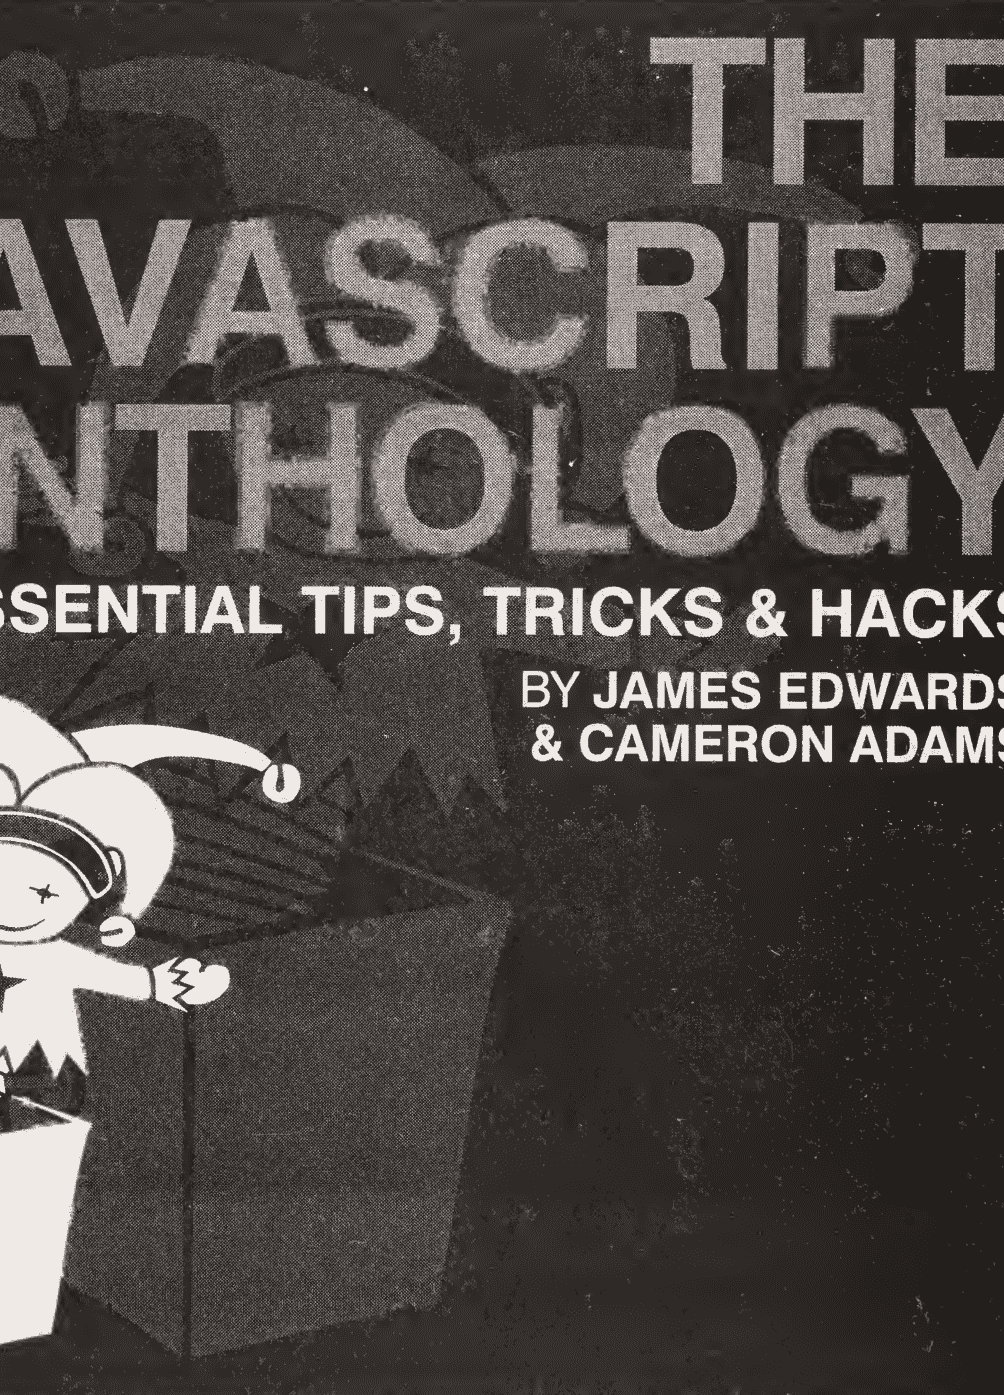 THE
AVASCRIPT
NTHOLOGY
SSENTIAL TIPS, TRICKS & HACKS
BY JAMES EDWARDS
& CAMERON ADAMS